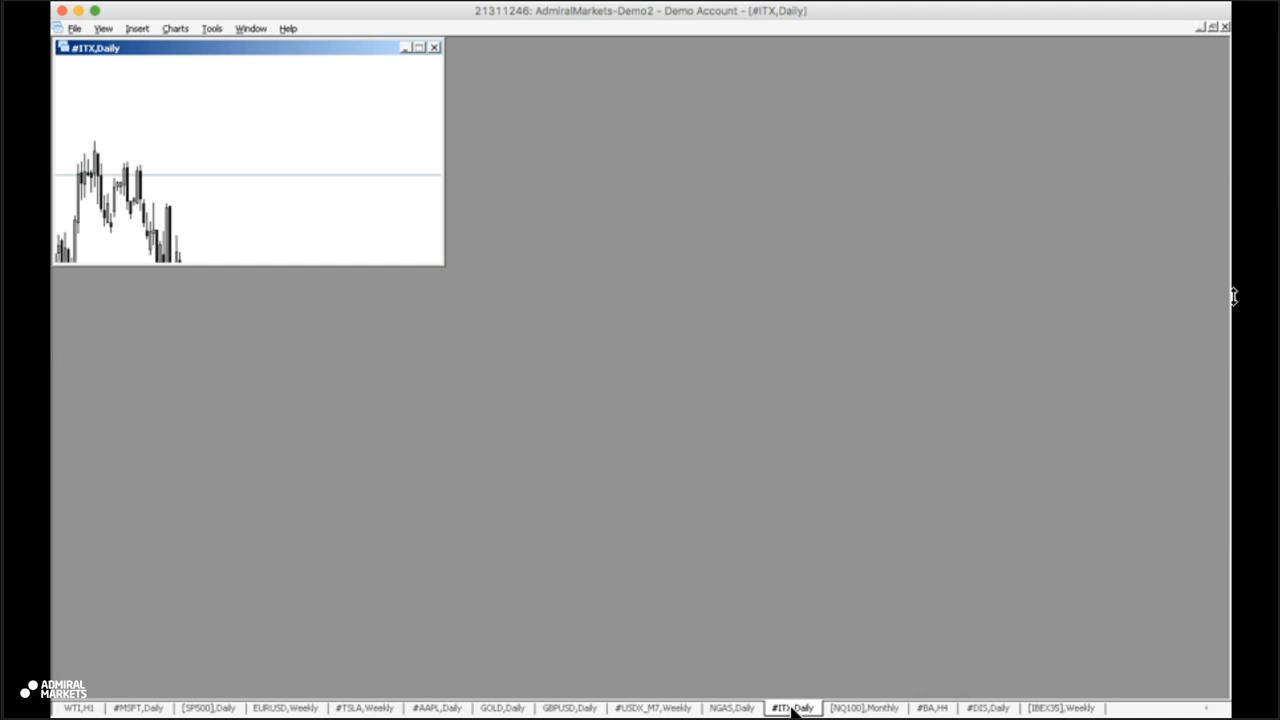 21311246: AdmiralMarkets-Demo2 - Demo Account - [#ITX,Daily]
File View Insert Charts Tools Window Help
#ITX,Daily
ADMIRAL
MARKETS
WTI,H1 #MSFT,Daily [SP500],Daily EURUSD,Weekly #TSLA,Weekly #AAPL,Daily GOLD,Daily GBPUSD,Daily #USDX_M7,Weekly NGAS,Daily #ITX,Daily [NQ100],Monthly #BA,H4 #DIS,Daily [IBEX35],Weekly